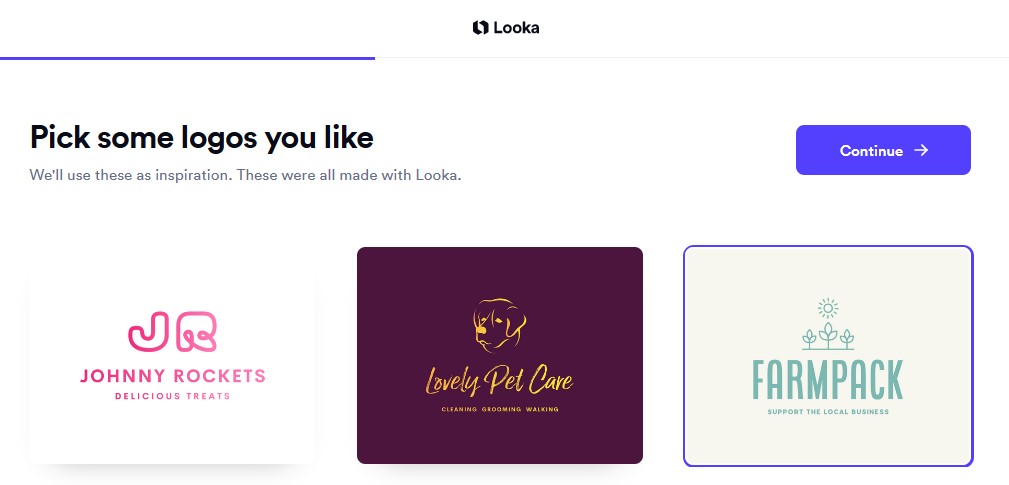 Looka
Pick some logos you like
We'll use these as inspiration. These were all made with Looka.
Continue →
JR
JOHNNY ROCKETS
DELICIOUS TREATS
Lovely Pet Care
CLEANING GROOMING WALKING
FARMPACK
SUPPORT THE LOCAL BUSINESS